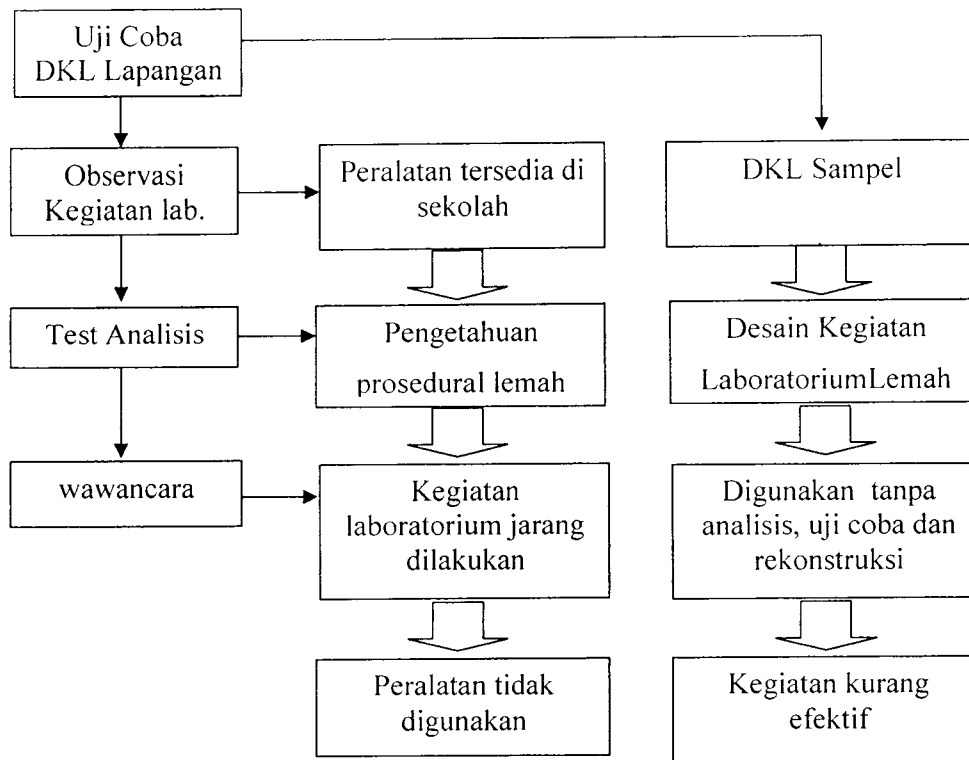 Uji Coba
DKL Lapangan
Observasi
Kegiatan lab.
Peralatan tersedia di
sekolah
DKL Sampel
Test Analisis
Pengetahuan
prosedural lemah
Desain Kegiatan
LaboratoriumLemah
wawancara
Kegiatan
laboratorium jarang
dilakukan
Digunakan tanpa
analisis, uji coba dan
rekonstruksi
Peralatan tidak
digunakan
Kegiatan kurang
efektif